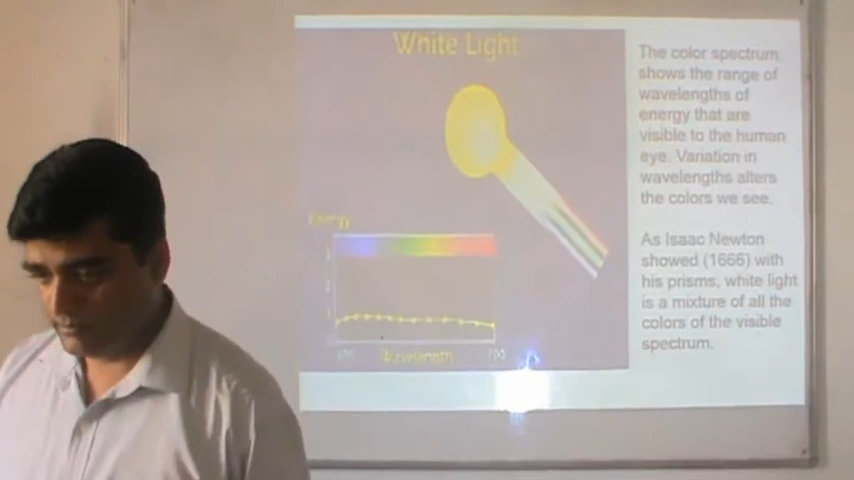 White Light
The color spectrum,
shows the range of
wavelengths of
energy that are
visible to the human
eye. Variation in
wavelengths alters
the colors we see.
Energy
As Isaac Newton
showed (1666) with
his prisms, white light
is a mixture of all the
colors of the visible
spectrum.
Wavelength
700